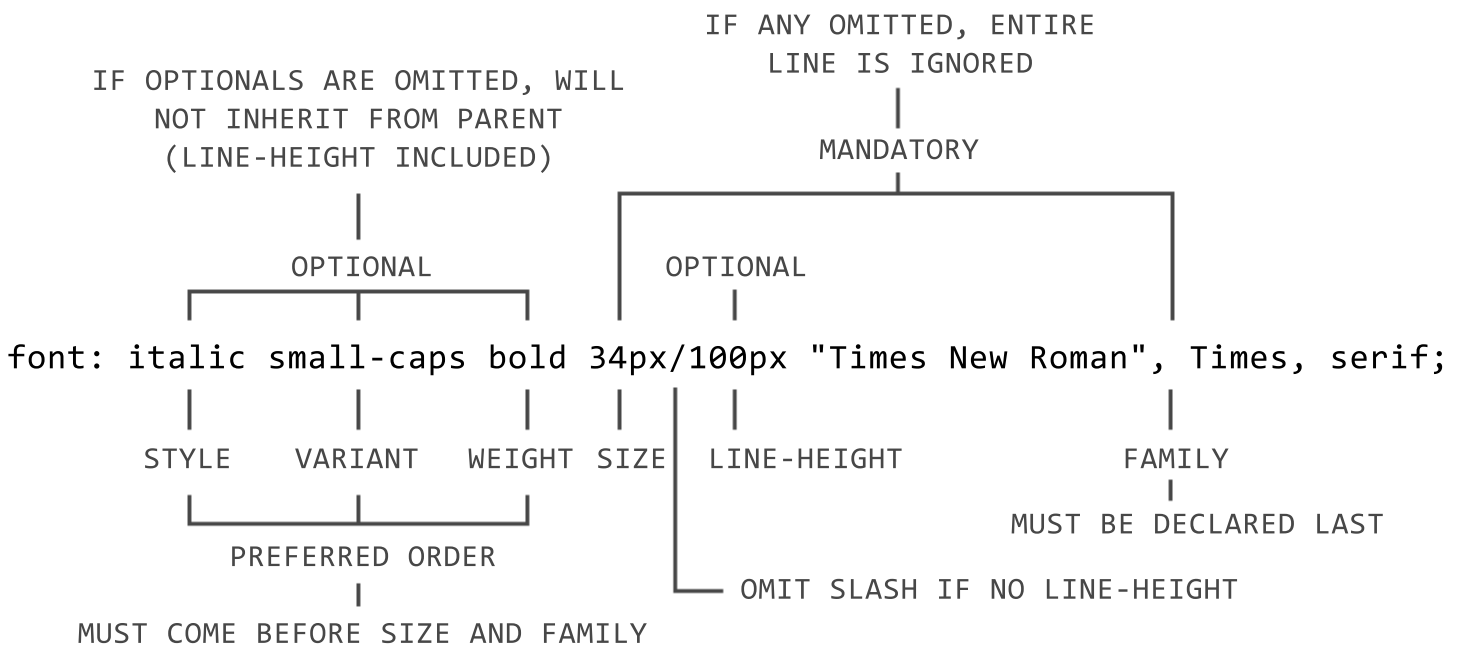 IF ANY OMITTED, ENTIRE
LINE IS IGNORED
IF OPTIONALS ARE OMITTED, WILL
NOT INHERIT FROM PARENT
(LINE-HEIGHT INCLUDED)
MANDATORY
OPTIONAL
OPTIONAL
font: italic small-caps bold 34px/100px "Times New Roman", Times, serif;
STYLE
VARIANT
WEIGHT
SIZE
LINE-HEIGHT
FAMILY
MUST BE DECLARED LAST
PREFERRED ORDER
OMIT SLASH IF NO LINE-HEIGHT
MUST COME BEFORE SIZE AND FAMILY